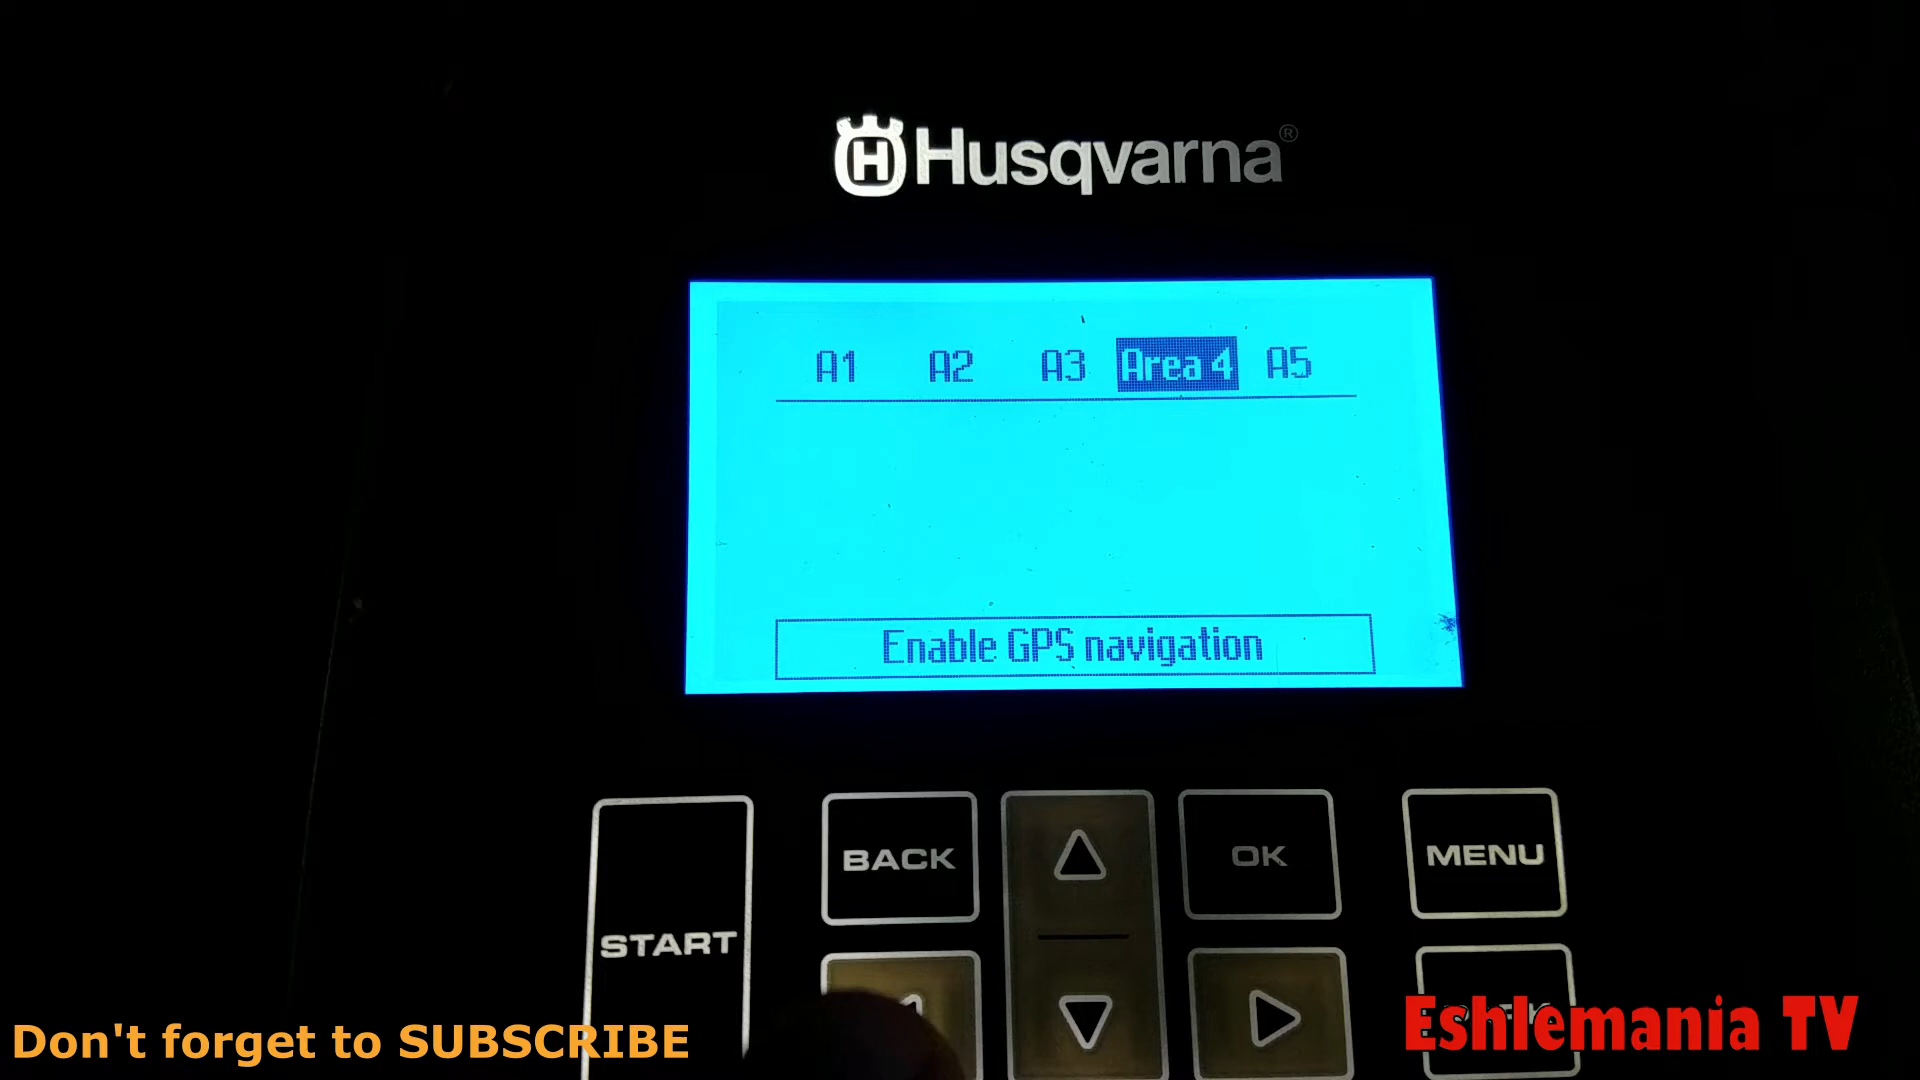 Husqvarna®
A1 A2 A3 Area 4 A5
Enable GPS navigation
BACK
OK
MENU
START
Don't forget to SUBSCRIBE
Eshlemania TV